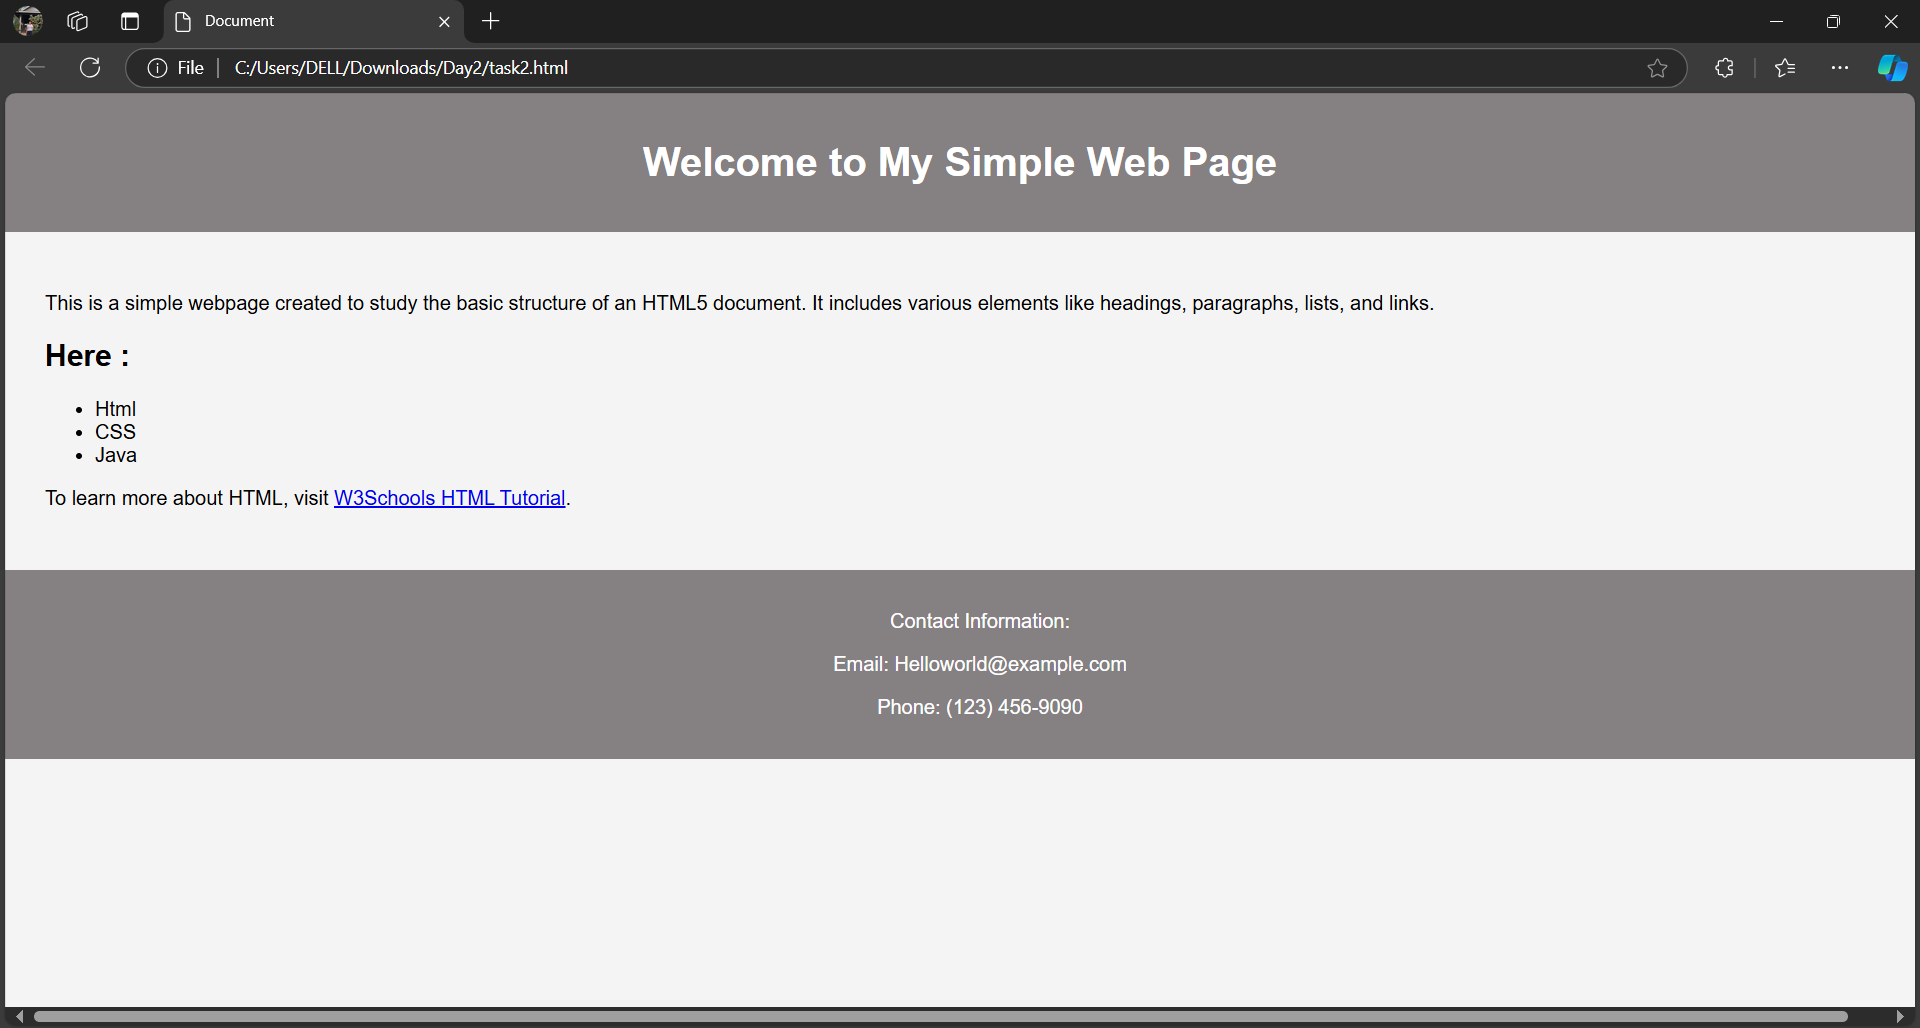 Document
File
C:/Users/DELL/Downloads/Day2/task2.html
Welcome to My Simple Web Page
This is a simple webpage created to study the basic structure of an HTML5 document. It includes various elements like headings, paragraphs, lists, and links.
Here :
Html
CSS
Java
To learn more about HTML, visit W3Schools HTML Tutorial.
Contact Information:
Email: Helloworld@example.com
Phone: (123) 456-9090